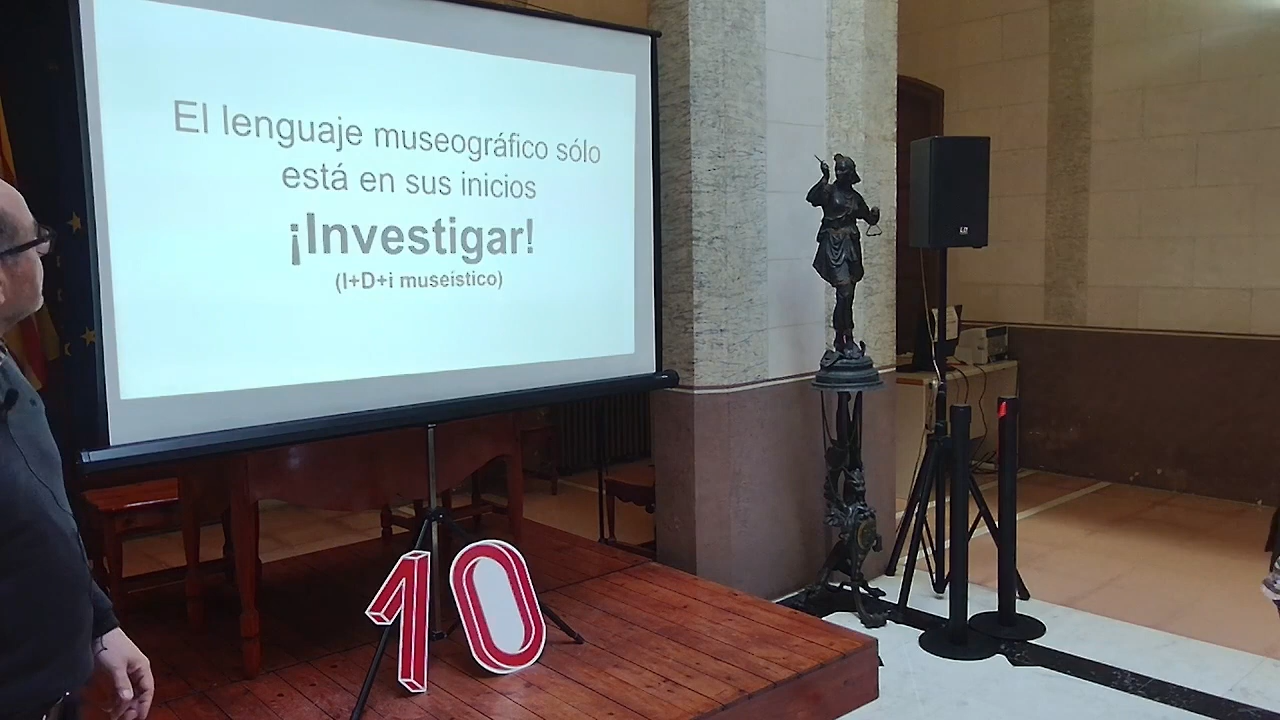 El lenguaje museográfico sólo
está en sus inicios
¡Investigar!
(I+D+i museístico)
10